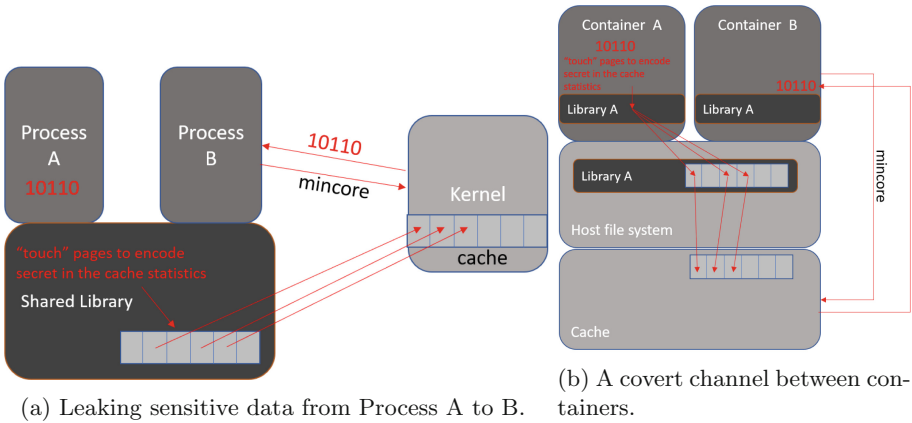 Process
A
10110
Process
B
10110
mincore
Kernel
cache
"touch" pages to encode
secret in the cache
statistics
Shared Library
(a) Leaking sensitive data from Process A to B.
Container A
10110
"touch" pages to encode
secret in the cache
statistics
Library A
Container B
10110
Library A
mincore
Library A
Host file system
Cache
(b) A covert channel between con-
tainers.